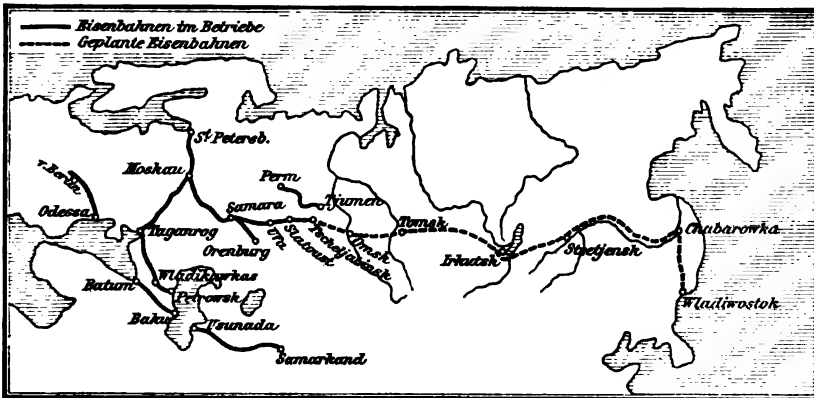 Eisenbahnen im Betriebe
Geplante Eisenbahnen
St. Petersb.
v. Berlin
Moskau
Perm
Tjumen
Odessa
Samara
Taganrog
Orenburg
Ufa
Slatoust
Tscheljabinsk
Omsk
Tomsk
Irkutsk
Stretjensk
Chabarowka
Batum
Wladikawkas
Petrowsk
Baku
Usunada
Wladiwostok
Samarkand